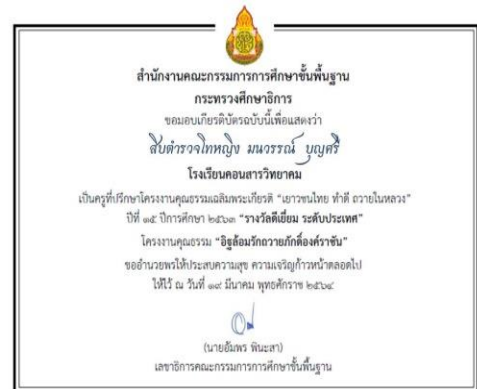 สำนักงานคณะกรรมการการศึกษาขั้นพื้นฐาน
กระทรวงศึกษาธิการ
ขอมอบเกียรติบัตรฉบับนี้เพื่อแสดงว่า
สิบตำรวจโทหญิง มนวรรณ์ บุญศรี
โรงเรียนคอนสารวิทยาคม
เป็นครูที่ปรึกษาโครงงานคุณธรรมเฉลิมพระเกียรติ "เยาวชนไทย ทำดี ถวายในหลวง"
ปีที่ ๑๕ ปีการศึกษา ๒๕๖๓ "รางวัลดีเยี่ยม ระดับประเทศ"
โครงงานคุณธรรม "อิฐล้อมรักถวายภักดิ์องค์ราชัน"
ขออำนวยพรให้ประสบความสุข ความเจริญก้าวหน้าตลอดไป
ให้ไว้ ณ วันที่ ๑๙ มีนาคม พุทธศักราช ๒๕๖๔
(นายอัมพร พินะสา)
เลขาธิการคณะกรรมการการศึกษาขั้นพื้นฐาน